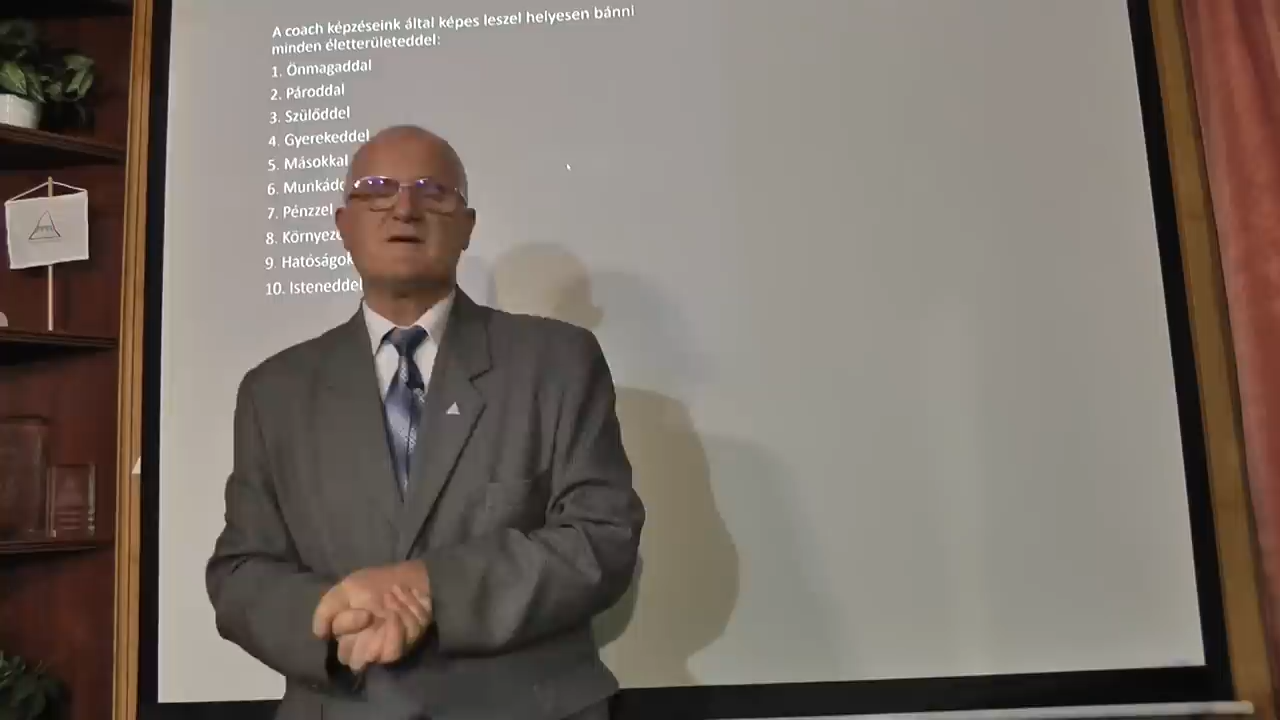 A coach képzéseink által képes leszel helyesen bánni
minden életterületeddel:
1. Önmagaddal
2. Pároddal
3. Szülőddel
4. Gyerekeddel
5. Másokkal
6.
7. Pénzzel
8.
9.
10. Isteneddel